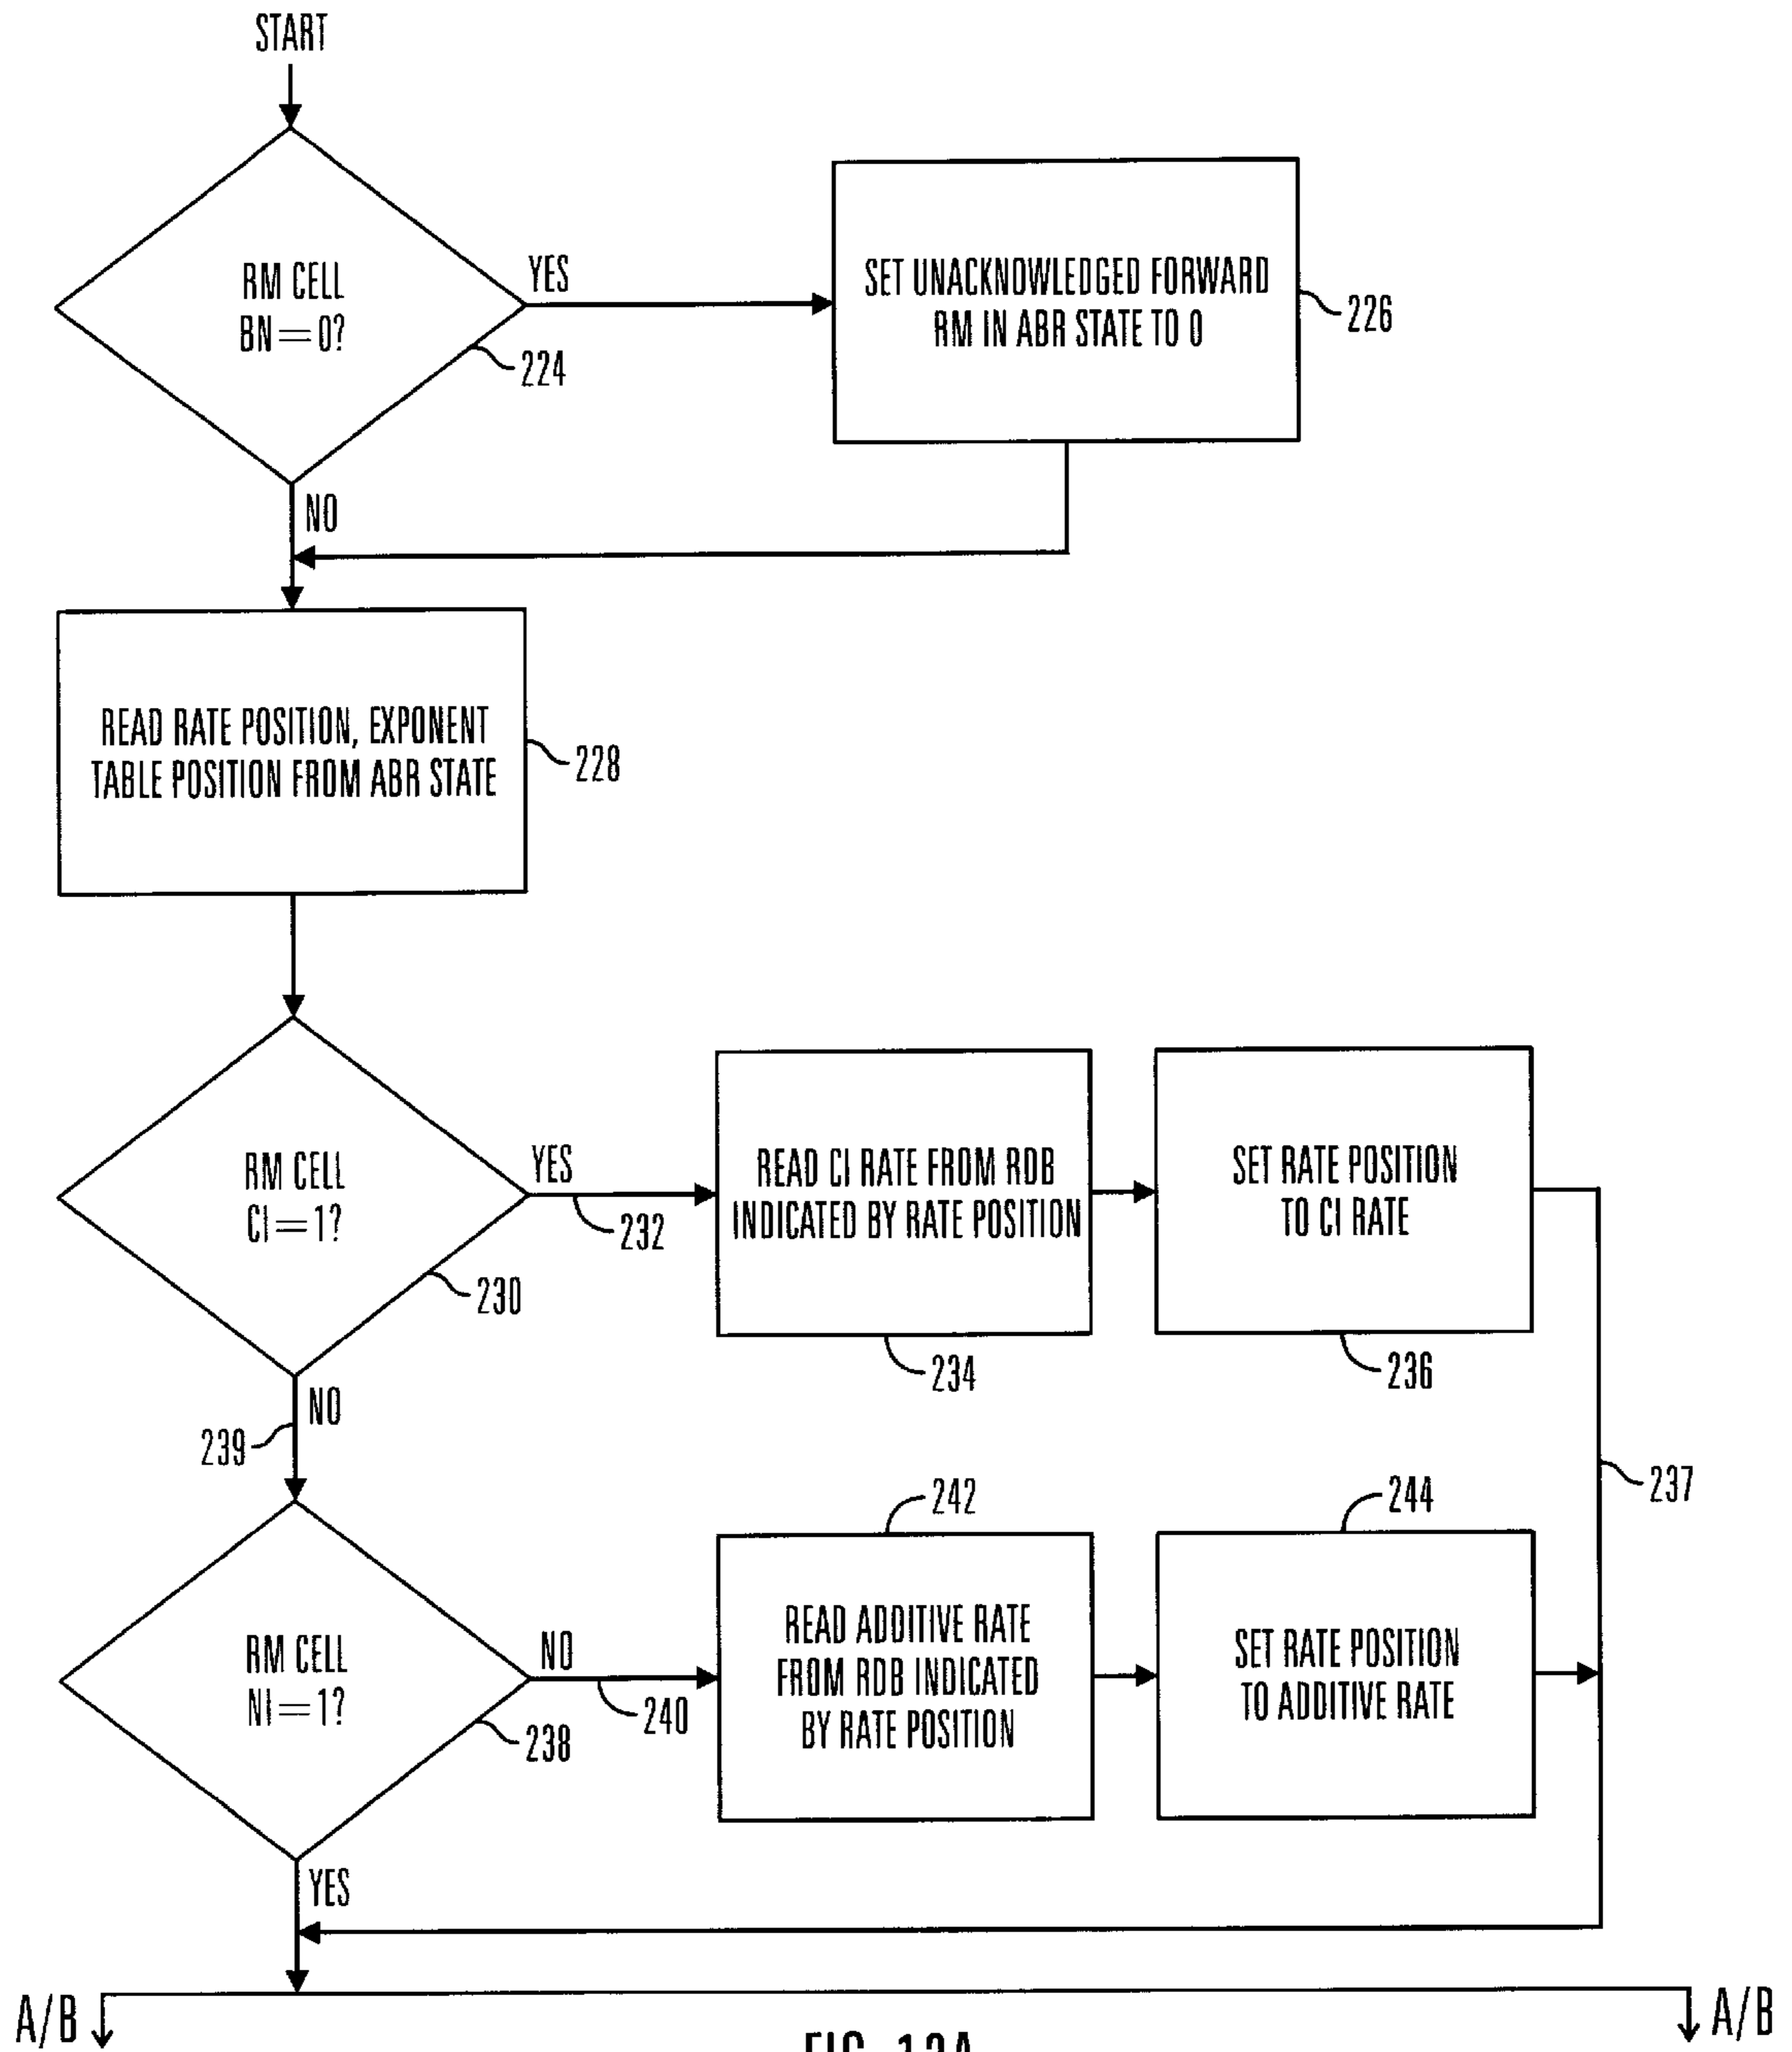 START
RM CELL
BN=0?
YES
224
SET UNACKNOWLEDGED FORWARD
RM IN ABR STATE TO 0
226
NO
READ RATE POSITION, EXPONENT
TABLE POSITION FROM ABR STATE
228
RM CELL
CI=1?
YES
232
230
READ CI RATE FROM RDB
INDICATED BY RATE POSITION
234
SET RATE POSITION
TO CI RATE
236
NO
239
237
RM CELL
NI=1?
NO
240
238
242
READ ADDITIVE RATE
FROM RDB INDICATED
BY RATE POSITION
244
SET RATE POSITION
TO ADDITIVE RATE
YES
A/B
A/B